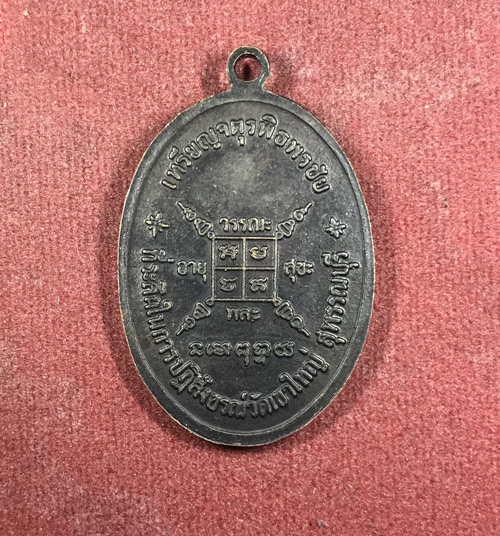 เหรียญจตุรพิธพรชัย
วรรณะ
อายุ
สุขะ
พละ
ที่ระลึกในการปฏิสังขรณ์วัดเขาใหญ่ สุพรรณบุรี